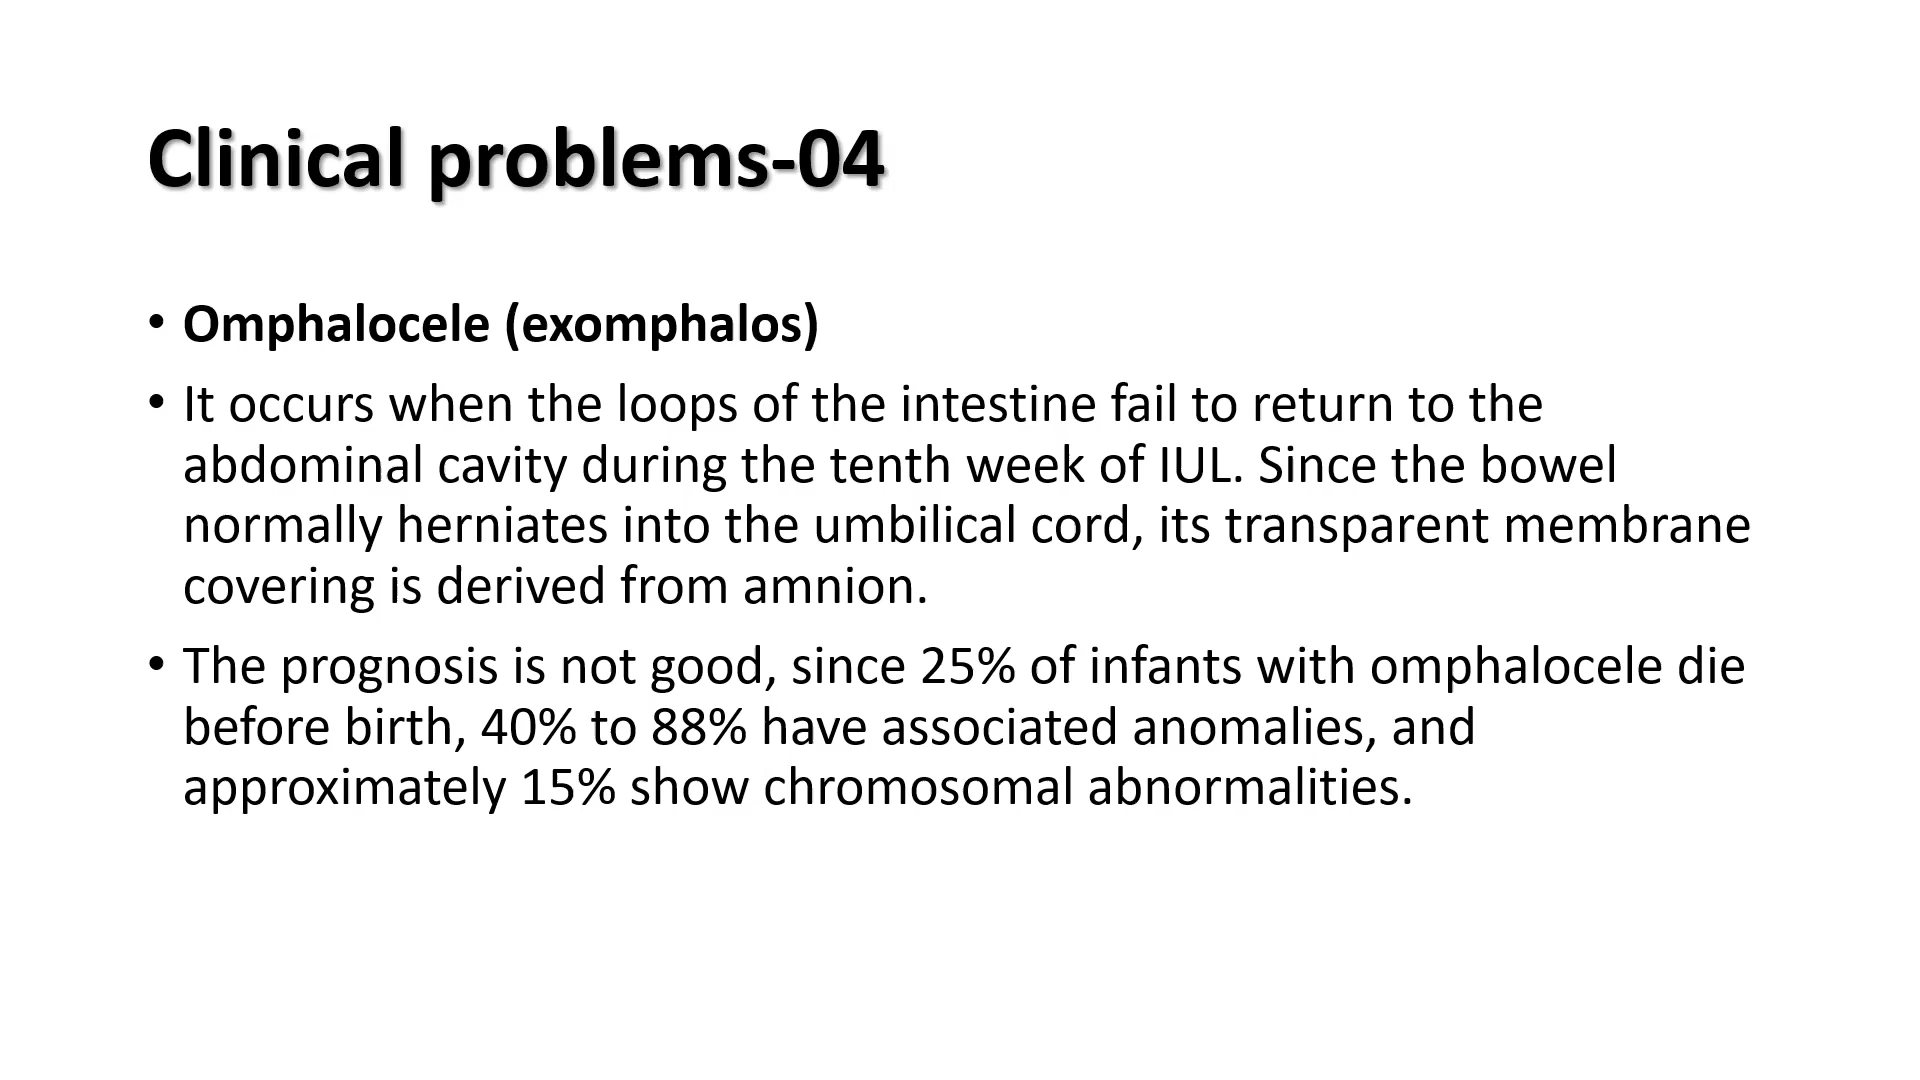 Clinical problems-04
• Omphalocele (exomphalos)
• It occurs when the loops of the intestine fail to return to the
abdominal cavity during the tenth week of IUL. Since the bowel
normally herniates into the umbilical cord, its transparent membrane
covering is derived from amnion.
• The prognosis is not good, since 25% of infants with omphalocele die
before birth, 40% to 88% have associated anomalies, and
approximately 15% show chromosomal abnormalities.